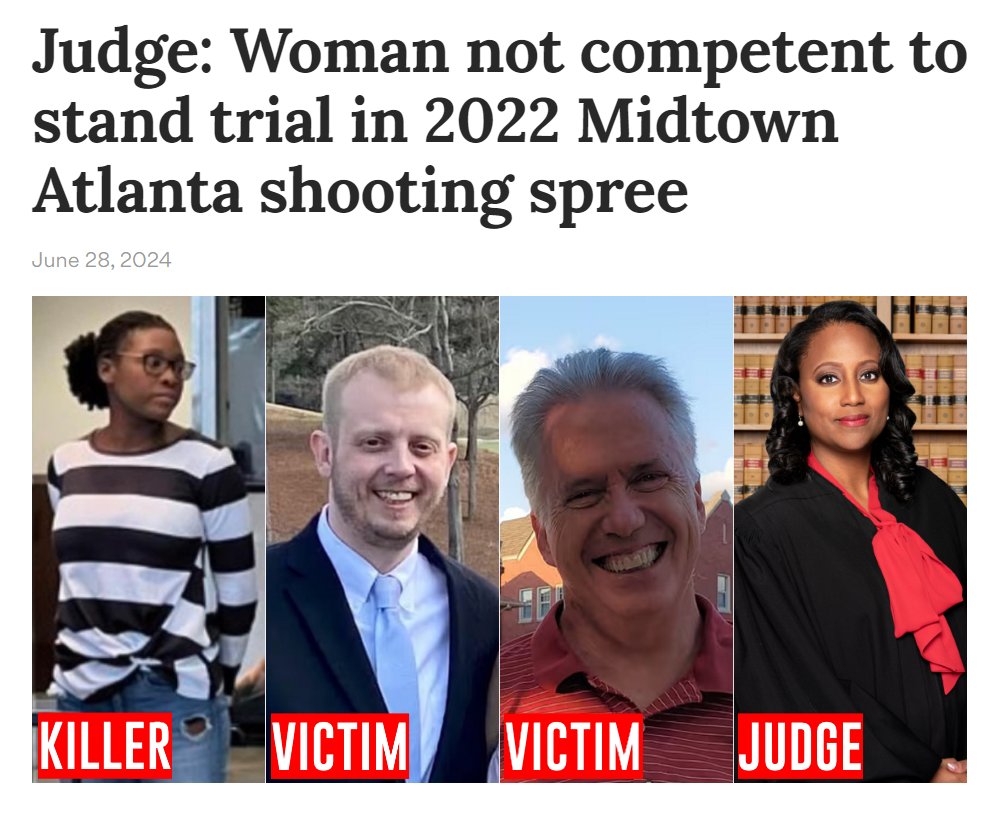 Judge: Woman not competent to
stand trial in 2022 Midtown
Atlanta shooting spree
June 28, 2024
KILLER
VICTIM
VICTIM
JUDGE